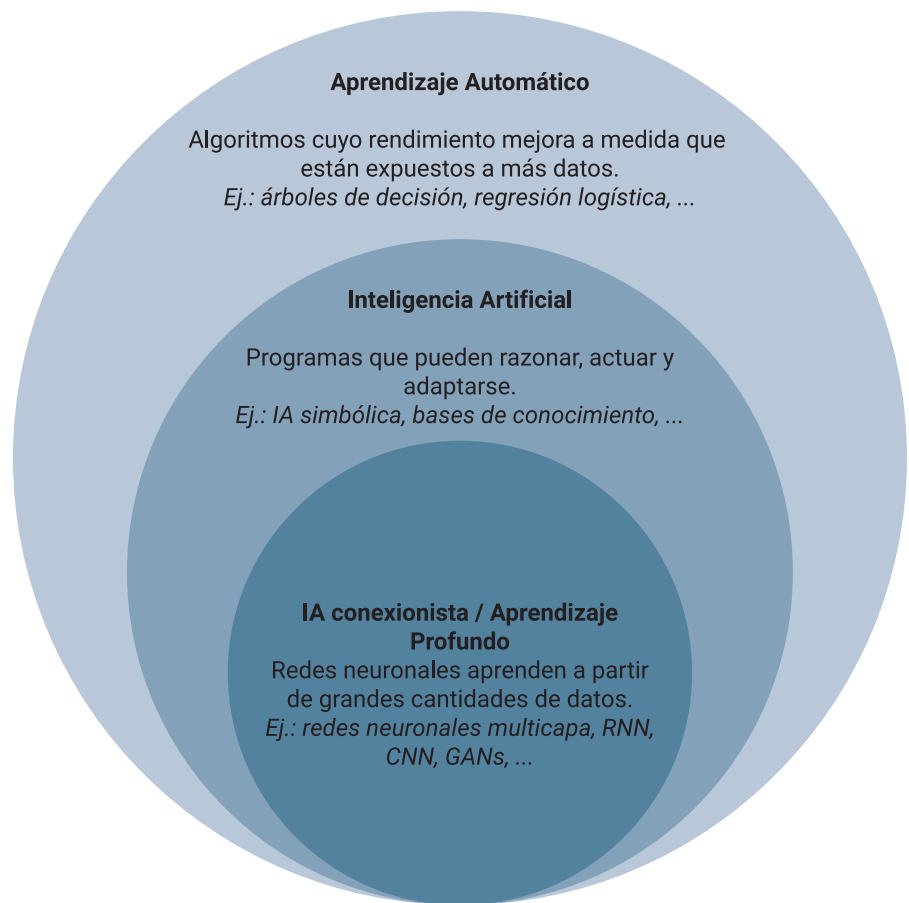 Aprendizaje Automático
Algoritmos cuyo rendimiento mejora a medida que
están expuestos a más datos.
Ej.: árboles de decisión, regresión logística, ...
Inteligencia Artificial
Programas que pueden razonar, actuar y
adaptarse.
Ej.: IA simbólica, bases de conocimiento, ...
IA conexionista / Aprendizaje
Profundo
Redes neuronales aprenden a partir
de grandes cantidades de datos.
Ej.: redes neuronales multicapa, RNN,
CNN, GANs, ...